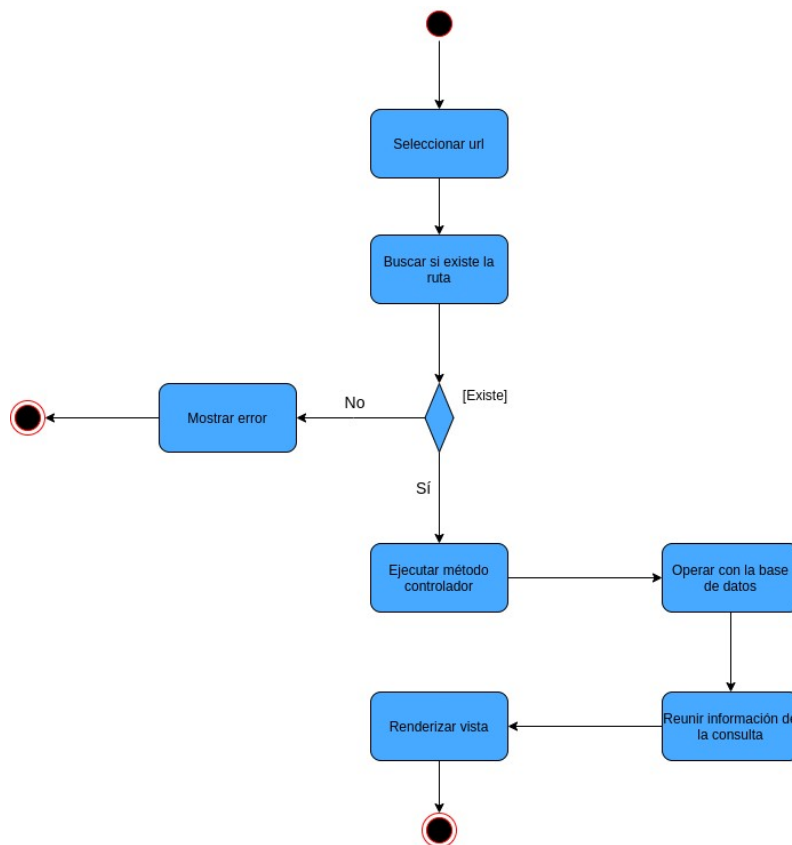 Seleccionar url
Buscar si existe la
ruta
[Existe]
No
Mostrar error
Sí
Ejecutar método
controlador
Operar con la base
de datos
Reunir información de
la consulta
Renderizar vista